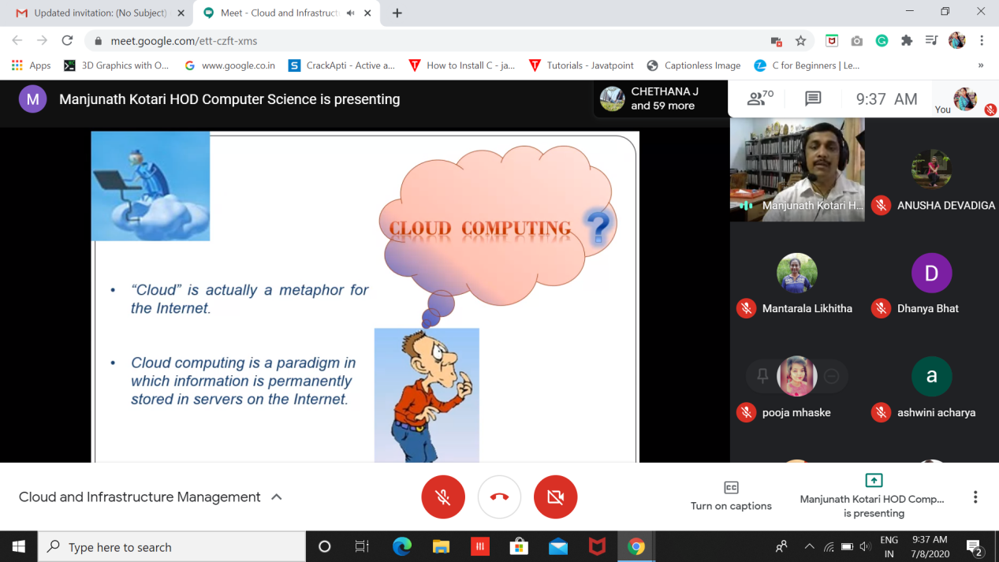 Updated invitation: (No Subject)
Meet - Cloud and Infrastruct
meet.google.com/ett-czft-xms
Apps
3D Graphics with O...
www.google.co.in
CrackApti - Active a...
How to Install C - ja...
Tutorials - Javatpoint
Captionless Image
C for Beginners | Le...
»
M
Manjunath Kotari HOD Computer Science is presenting
CHETHANA J
and 59 more
70
9:37 AM
You
CLOUD COMPUTING ?
• “Cloud” is actually a metaphor for
the Internet.
• Cloud computing is a paradigm in
which information is permanently
stored in servers on the Internet.
Manjunath Kotari H...
ANUSHA DEVADIGA
Mantarala Likhitha
D
Dhanya Bhat
pooja mhaske
a
ashwini acharya
Cloud and Infrastructure Management
CC
Turn on captions
Manjunath Kotari HOD Comp...
is presenting
Type here to search
ENG
IN
9:37 AM
7/8/2020
2